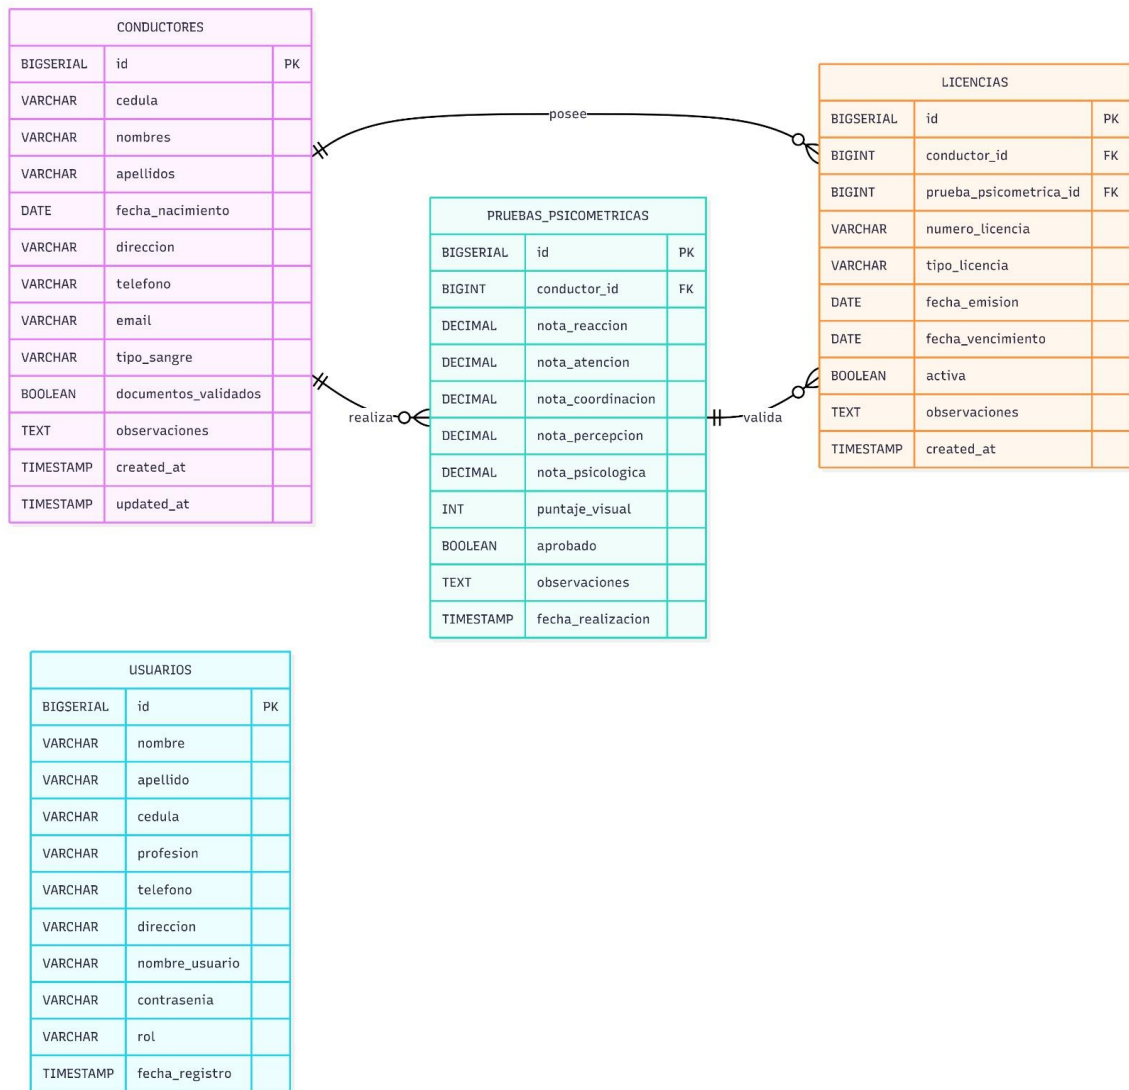 CONDUCTORES
BIGSERIAL id PK
VARCHAR cedula
VARCHAR nombres
VARCHAR apellidos
DATE fecha_nacimiento
VARCHAR direccion
VARCHAR telefono
VARCHAR email
VARCHAR tipo_sangre
BOOLEAN documentos_validados
TEXT observaciones
TIMESTAMP created_at
TIMESTAMP updated_at
posee
realiza
PRUEBAS_PSICOMETRICAS
BIGSERIAL id PK
BIGINT conductor_id FK
DECIMAL nota_reaccion
DECIMAL nota_atencion
DECIMAL nota_coordinacion
DECIMAL nota_percepcion
DECIMAL nota_psicologica
INT puntaje_visual
BOOLEAN aprobado
TEXT observaciones
TIMESTAMP fecha_realizacion
valida
LICENCIAS
BIGSERIAL id PK
BIGINT conductor_id FK
BIGINT prueba_psicometrica_id FK
VARCHAR numero_licencia
VARCHAR tipo_licencia
DATE fecha_emision
DATE fecha_vencimiento
BOOLEAN activa
TEXT observaciones
TIMESTAMP created_at
USUARIOS
BIGSERIAL id PK
VARCHAR nombre
VARCHAR apellido
VARCHAR cedula
VARCHAR profesion
VARCHAR telefono
VARCHAR direccion
VARCHAR nombre_usuario
VARCHAR contrasenia
VARCHAR rol
TIMESTAMP fecha_registro